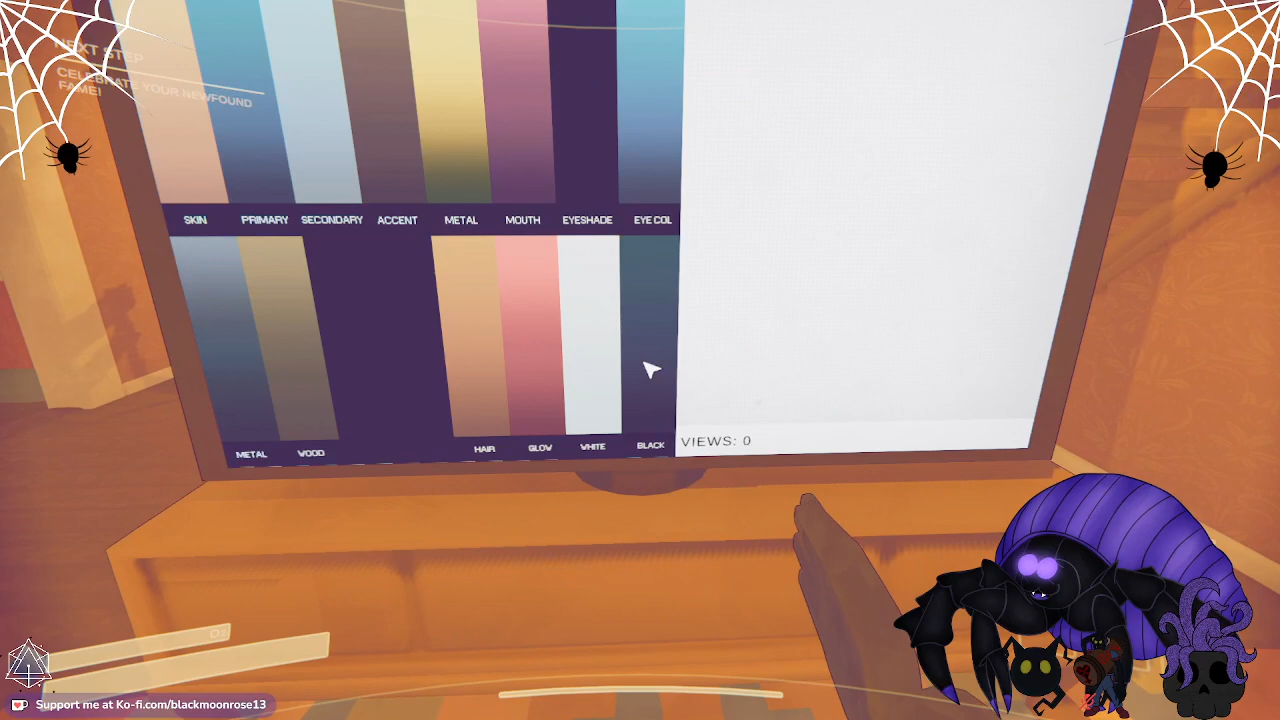 NEXT STEP
CELEBRATE YOUR NEWFOUND
FAME!
SKIN PRIMARY SECONDARY ACCENT METAL MOUTH EYESHADE EYE COL
METAL WOOD HAIR GLOW WHITE BLACK
VIEWS: 0
Support me at Ko-fi.com/blackmoonrose13